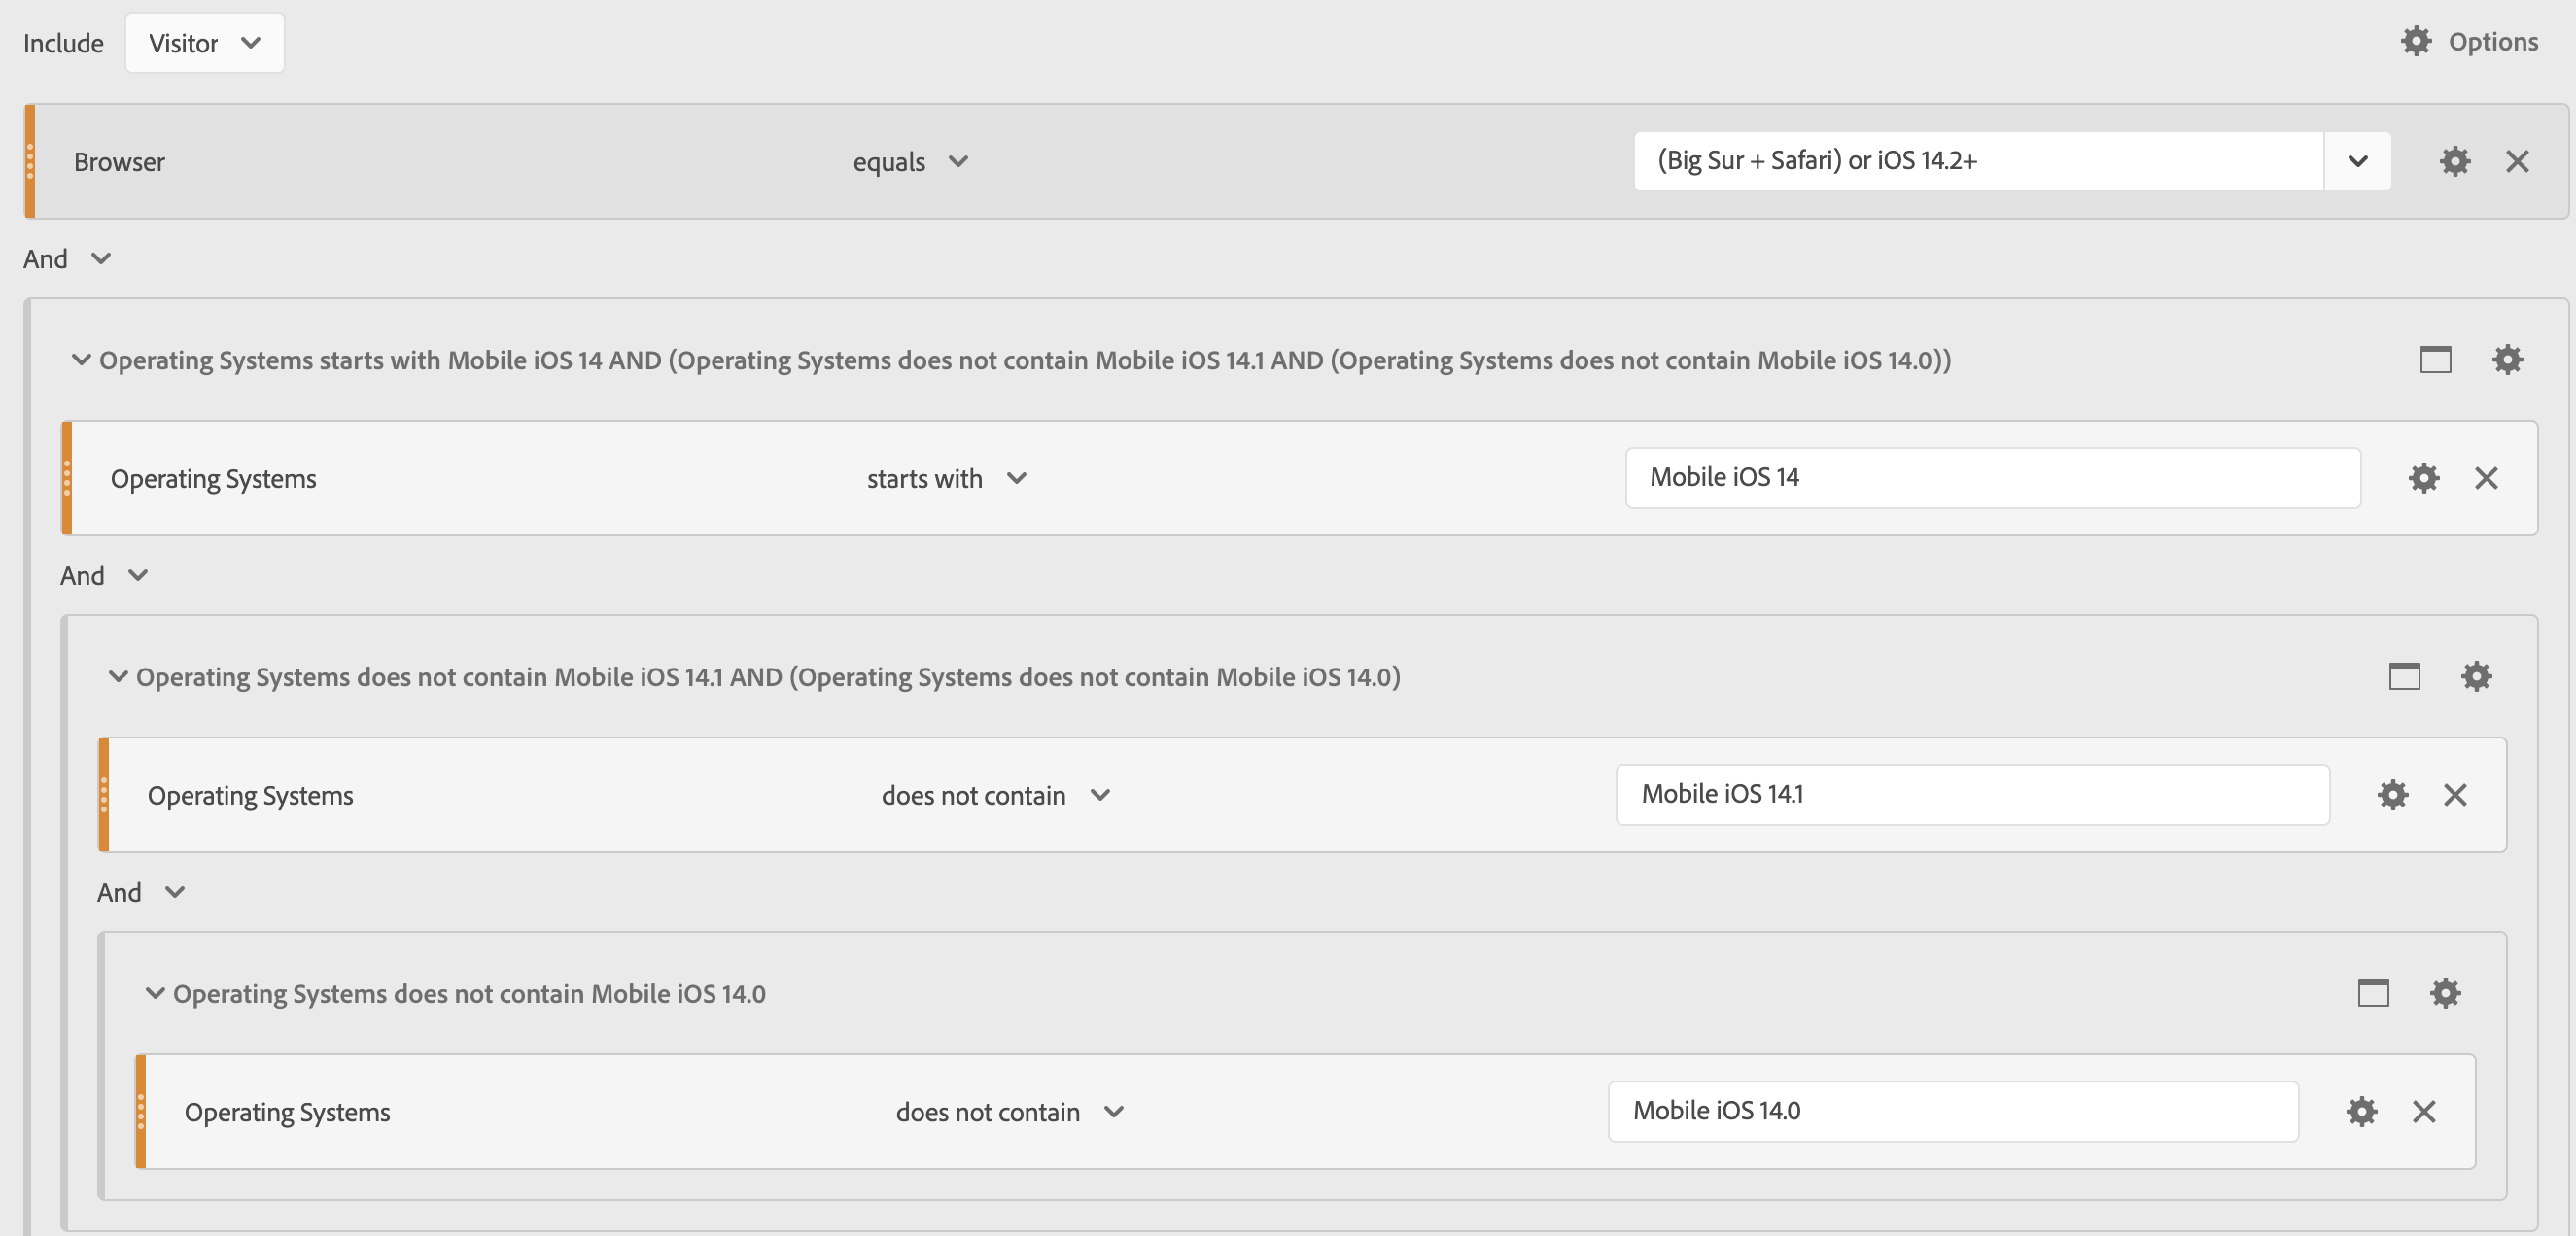 Include Visitor Options
Browser equals (Big Sur + Safari) or iOS 14.2+
And
Operating Systems starts with Mobile iOS 14 AND (Operating Systems does not contain Mobile iOS 14.1 AND (Operating Systems does not contain Mobile iOS 14.0))
Operating Systems starts with Mobile iOS 14
And
Operating Systems does not contain Mobile iOS 14.1 AND (Operating Systems does not contain Mobile iOS 14.0)
Operating Systems does not contain Mobile iOS 14.1
And
Operating Systems does not contain Mobile iOS 14.0
Operating Systems does not contain Mobile iOS 14.0